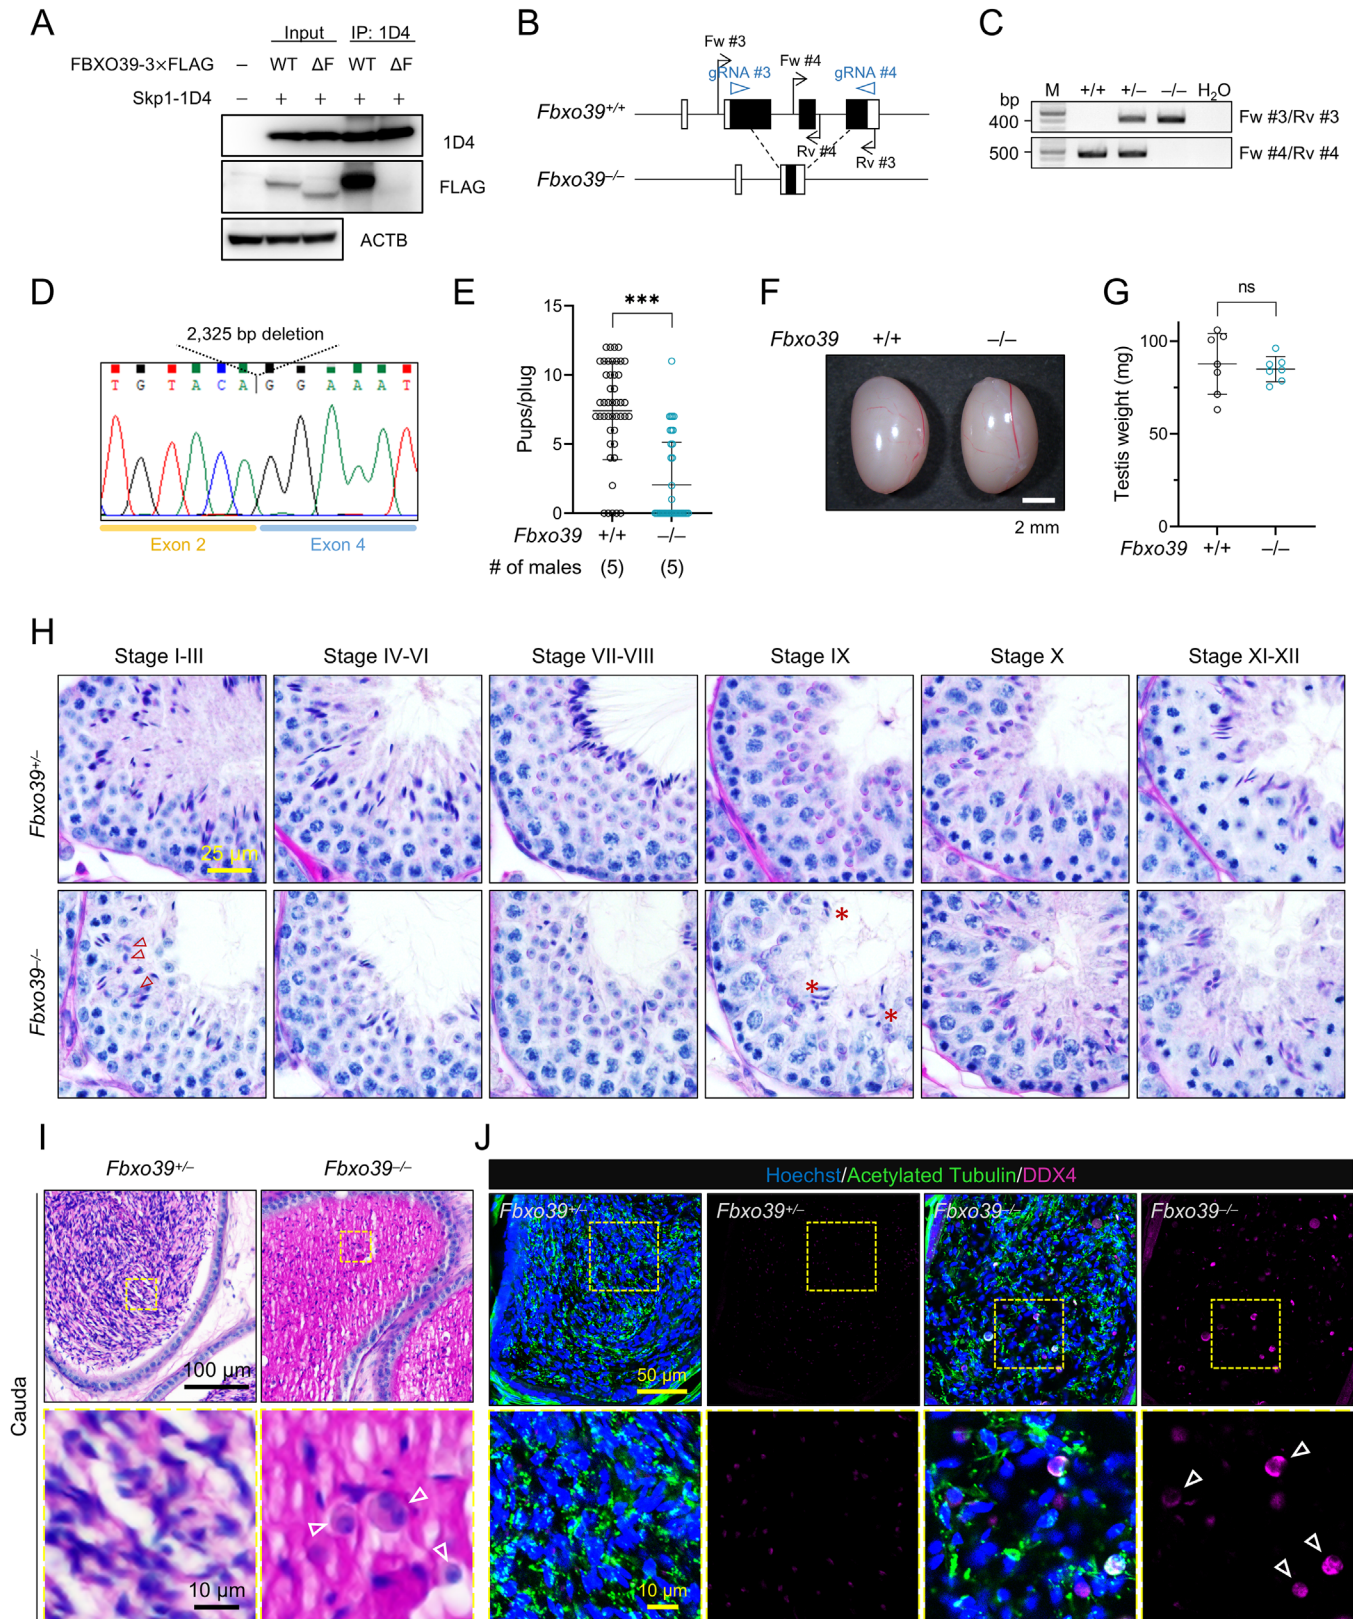 A
Input IP: 1D4
FBXO39-3×FLAG – WT ΔF WT ΔF
Skp1-1D4 – + + + +
1D4
FLAG
ACTB
B
Fw #3
gRNA #3
Fw #4
gRNA #4
Fbxo39+/+
Rv #4
Rv #3
Fbxo39–/–
C
M +/+ +/– –/– H2O
bp
400
Fw #3/Rv #3
500
Fw #4/Rv #4
D
2,325 bp deletion
T G T A C A G G A A A T
Exon 2 Exon 4
E
***
Pups/plug
15
10
5
0
Fbxo39 +/+ –/–
# of males (5) (5)
F
Fbxo39 +/+ –/–
2 mm
G
ns
Testis weight (mg)
100
50
0
Fbxo39 +/+ –/–
H
Stage I-III Stage IV-VI Stage VII-VIII Stage IX Stage X Stage XI-XII
Fbxo39+/–
25 µm
Fbxo39–/–
* * *
I
Fbxo39+/– Fbxo39–/–
Cauda
100 µm
10 µm
J
Hoechst/Acetylated Tubulin/DDX4
Fbxo39+/– Fbxo39+/– Fbxo39–/– Fbxo39–/–
50 µm
10 µm